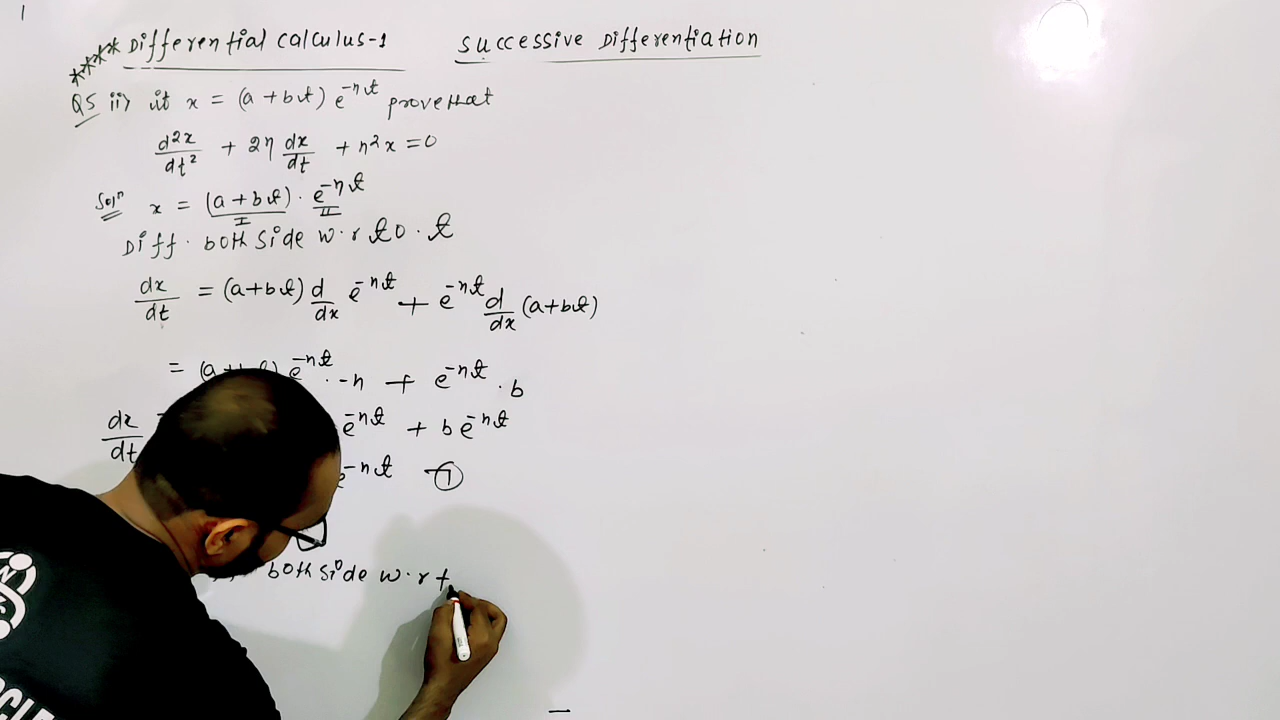 1
**** Differential Calculus-1 Successive Differentiation
Q5 ii) if x = (a + bt) e^-nt prove that
d²x/dt² + 2n dx/dt + n²x = 0
Solⁿ x = (a + bt) · e^-nt
I II
Diff. both side w.r to. t
dx/dt = (a+bt) d/dx e^-nt + e^-nt d/dx (a+bt)
= e^-nt · -n + e^-nt · b
dx/dt e^-nt + b e^-nt
e^-nt ①
both side w.r t